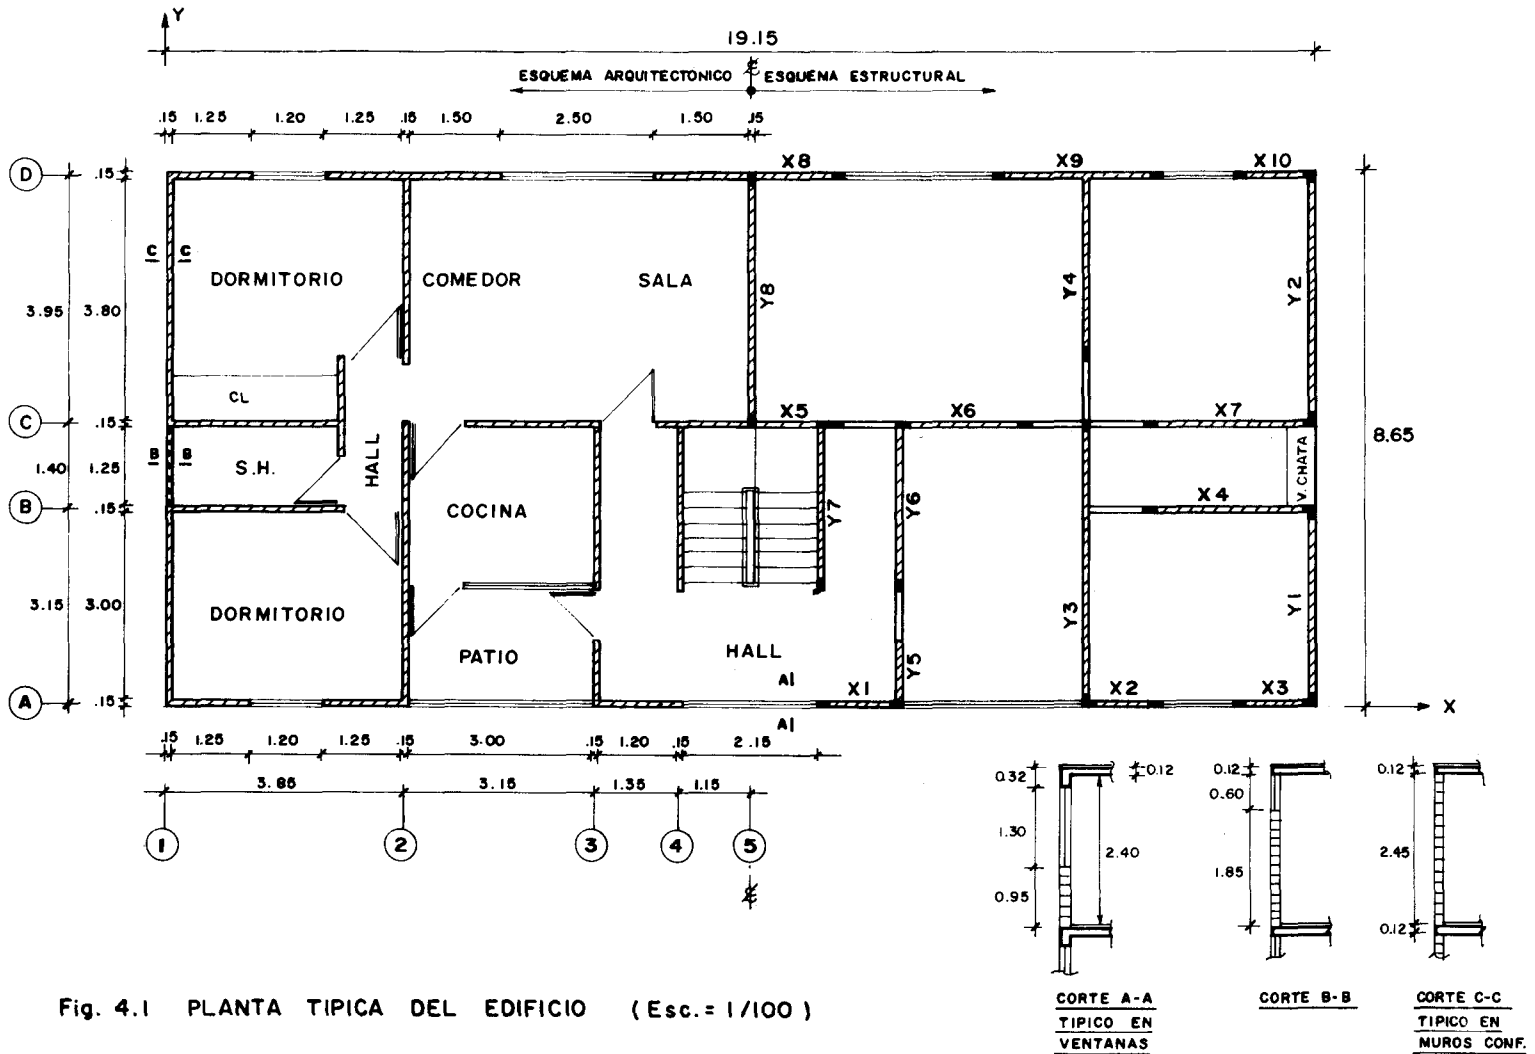 Y
19.15
ESQUEMA ARQUITECTONICO ESQUEMA ESTRUCTURAL
.15 1.25 1.20 1.25 .15 1.50 2.50 1.50 .15
X8 X9 X10
D .15
C C
DORMITORIO COMEDOR SALA Y8 Y4 Y2
3.95 3.80
CL
C .15 X5 X6 X7
8.65
B B
1.40 1.25 S.H. HALL V. CHATA
X4
B .15 COCINA Y7 Y6
3.15 3.00 DORMITORIO Y3 Y1
PATIO HALL Y5
A .15 A| X1 X2 X3 X
A|
.15 1.25 1.20 1.25 .15 3.00 .15 1.20 .15 2.15
3.85 3.15 1.35 1.15
1 2 3 4 5
0.32 0.12
1.30
2.40
0.95
0.12
0.60
1.85
0.12
2.45
0.12
Fig. 4.1 PLANTA TIPICA DEL EDIFICIO (Esc.= 1/100)
CORTE A-A
TIPICO EN
VENTANAS
CORTE B-B
CORTE C-C
TIPICO EN
MUROS CONF.